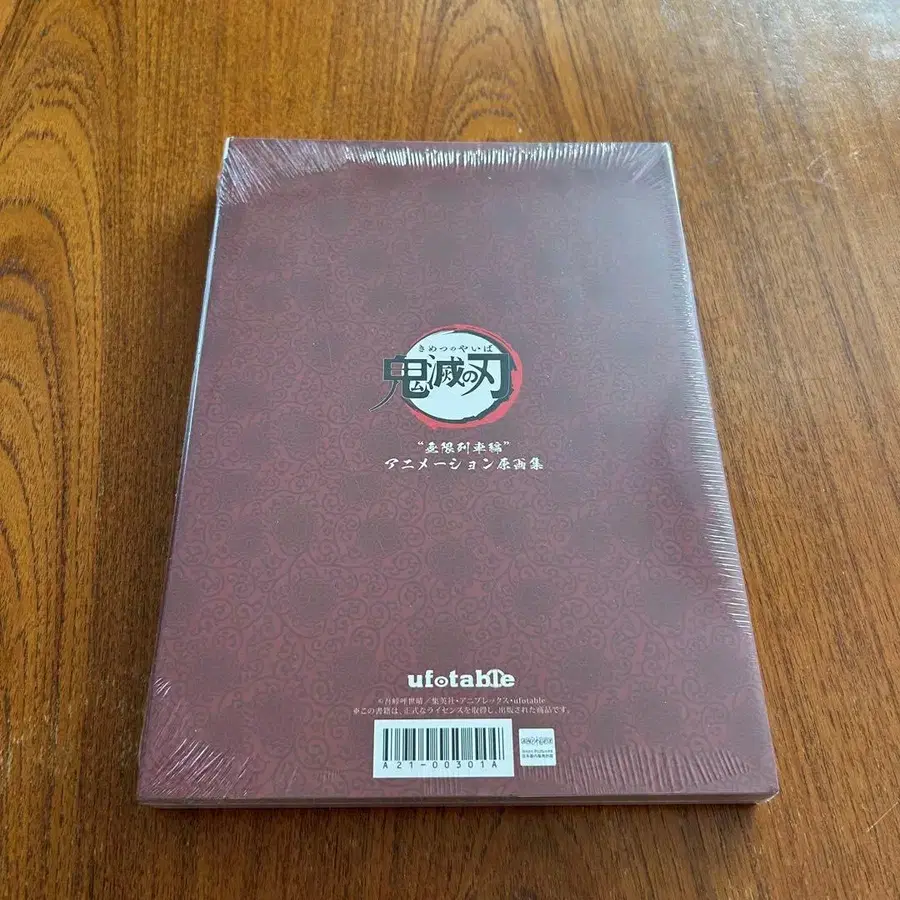 きめつのやいば
鬼滅の刃
“無限列車編”
アニメーション原画集
ufotable
©吾峠呼世晴／集英社・アニプレックス・ufotable
※この書籍は、正式なライセンスを取得し、出版された商品です。
A21-00301A